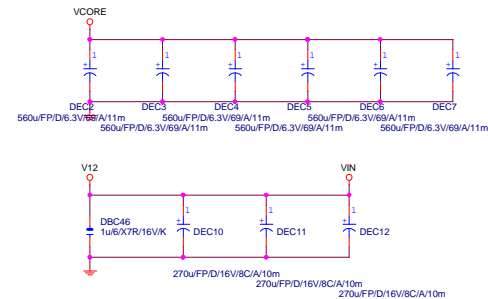 VCORE
1 1 1 1 1 1
+ + + + + +
DEC2 DEC3 DEC4 DEC5 DEC6 DEC7
560u/FP/D/6.3V/69/A/11m 560u/FP/D/6.3V/69/A/11m 560u/FP/D/6.3V/69/A/11m
560u/FP/D/6.3V/69/A/11m 560u/FP/D/6.3V/69/A/11m 560u/FP/D/6.3V/69/A/11m
V12 VIN
1 1 1
+ + +
DBC46
1u/6/X7R/16V/K
DEC10 DEC11 DEC12
270u/FP/D/16V/8C/A/10m
270u/FP/D/16V/8C/A/10m
270u/FP/D/16V/8C/A/10m